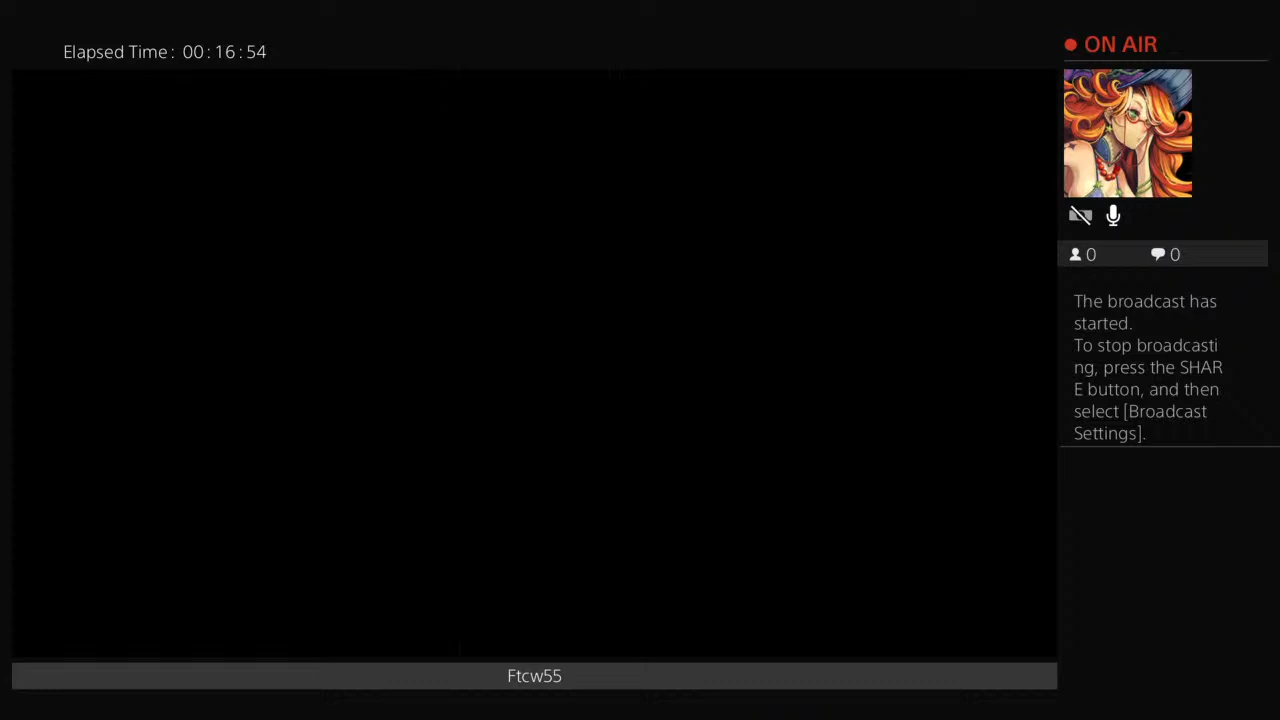 Elapsed Time: 00:16:54
ON AIR
0 0
The broadcast has
started.
To stop broadcasti
ng, press the SHAR
E button, and then
select [Broadcast
Settings].
Ftcw55